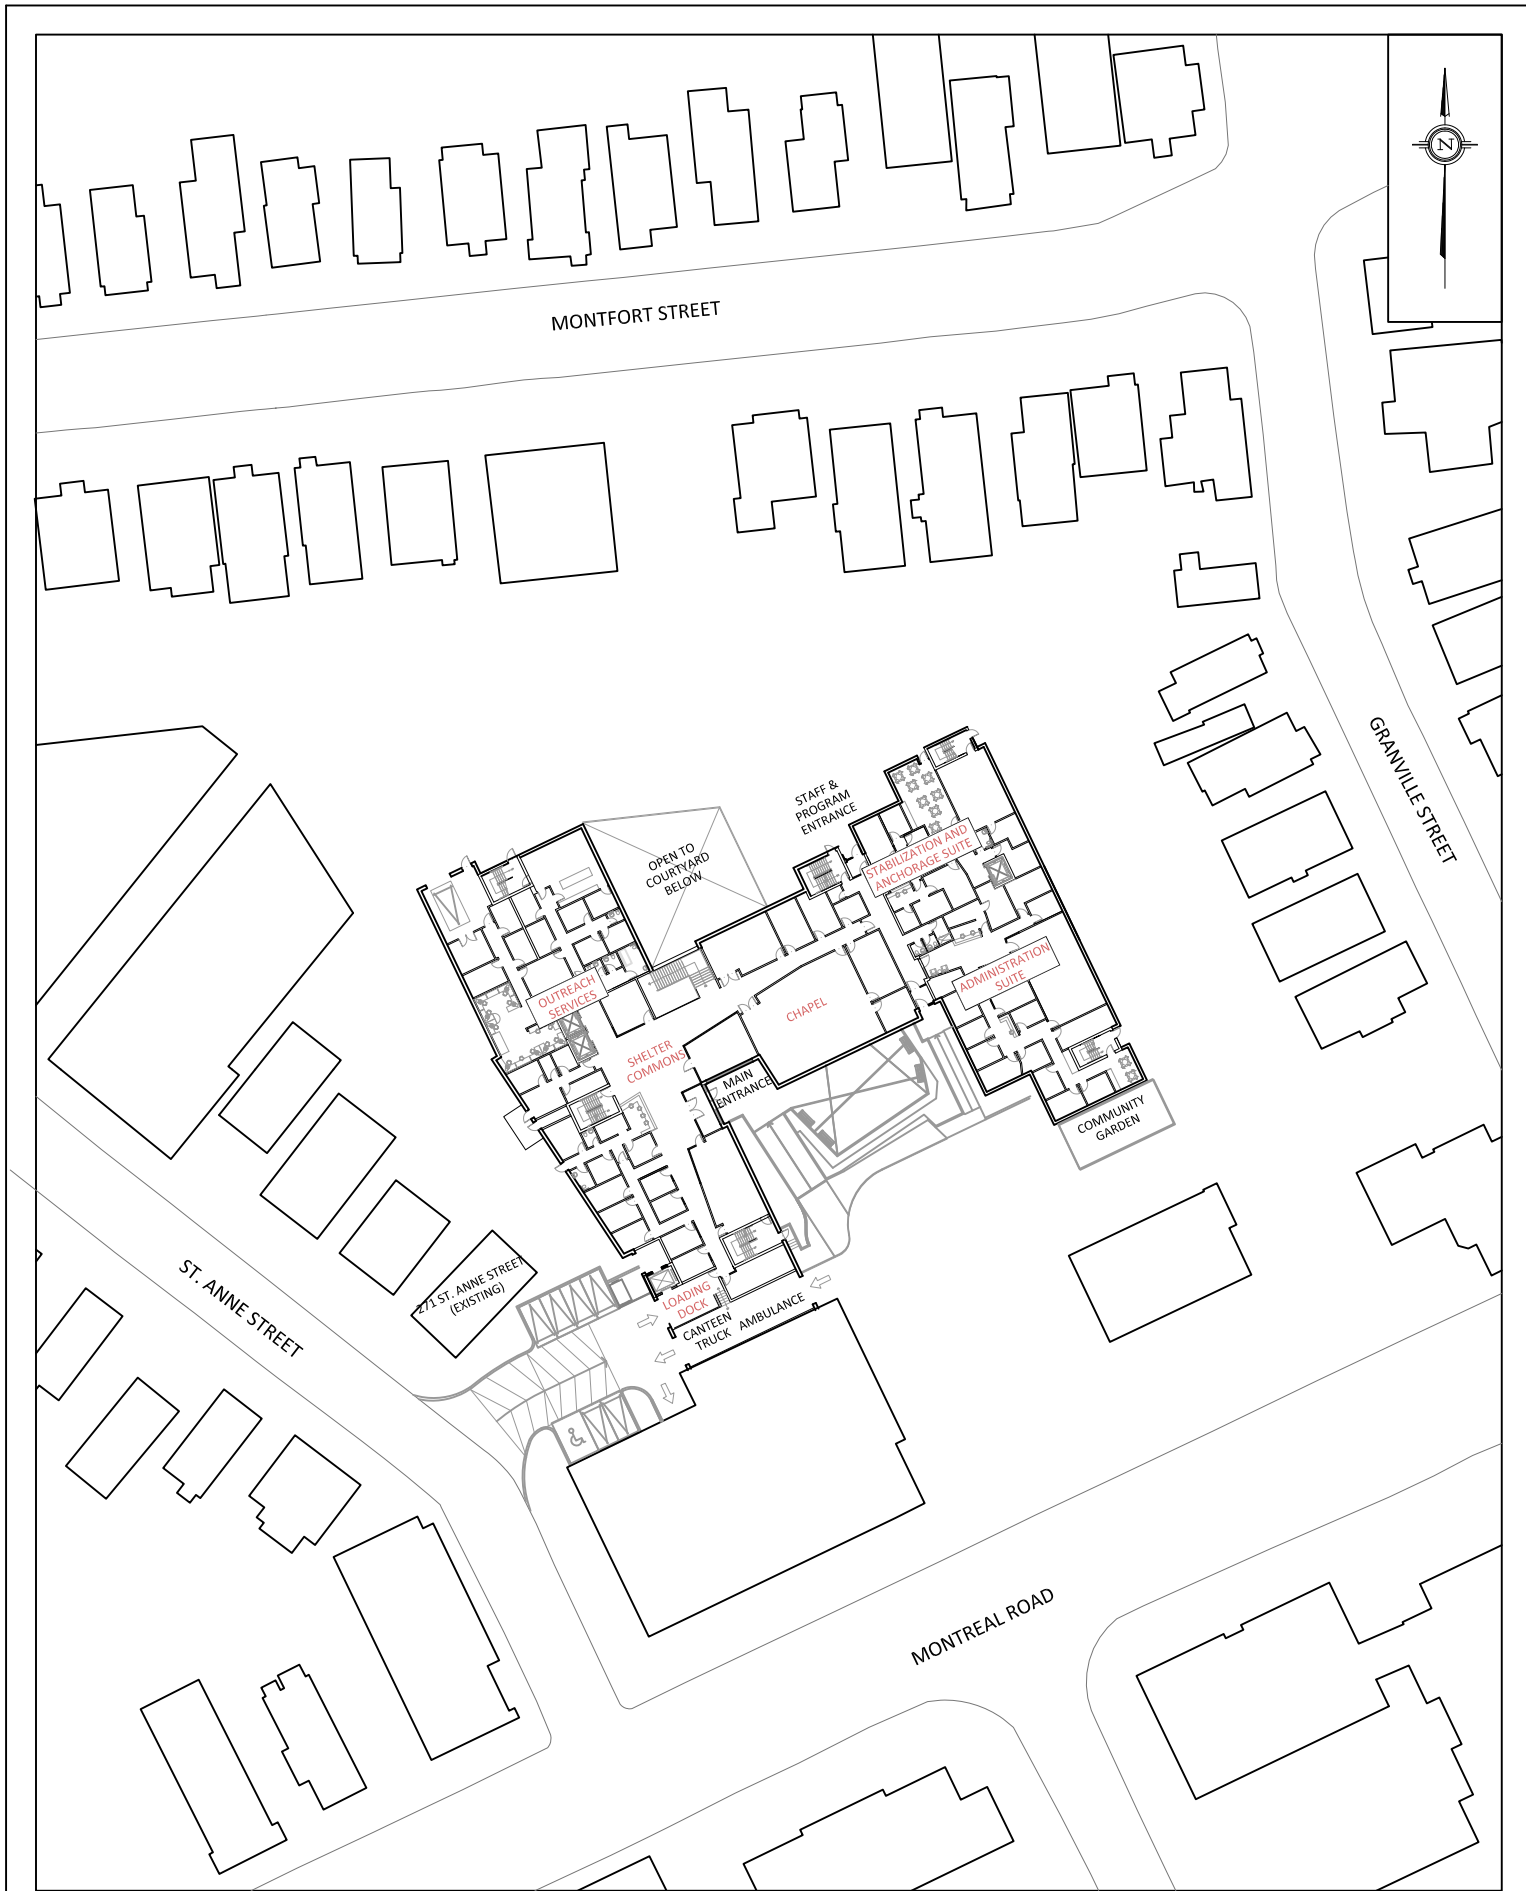 N
MONTFORT STREET
GRANVILLE STREET
STAFF &
PROGRAM
ENTRANCE
OPEN TO
COURTYARD
BELOW
STABILIZATION AND
ANCHORAGE SUITE
ADMINISTRATION
SUITE
OUTREACH
SERVICES
CHAPEL
SHELTER
COMMONS
MAIN
ENTRANCE
COMMUNITY
GARDEN
271 ST. ANNE STREET
(EXISTING)
ST. ANNE STREET
LOADING
DOCK
CANTEEN
TRUCK
AMBULANCE
MONTREAL ROAD